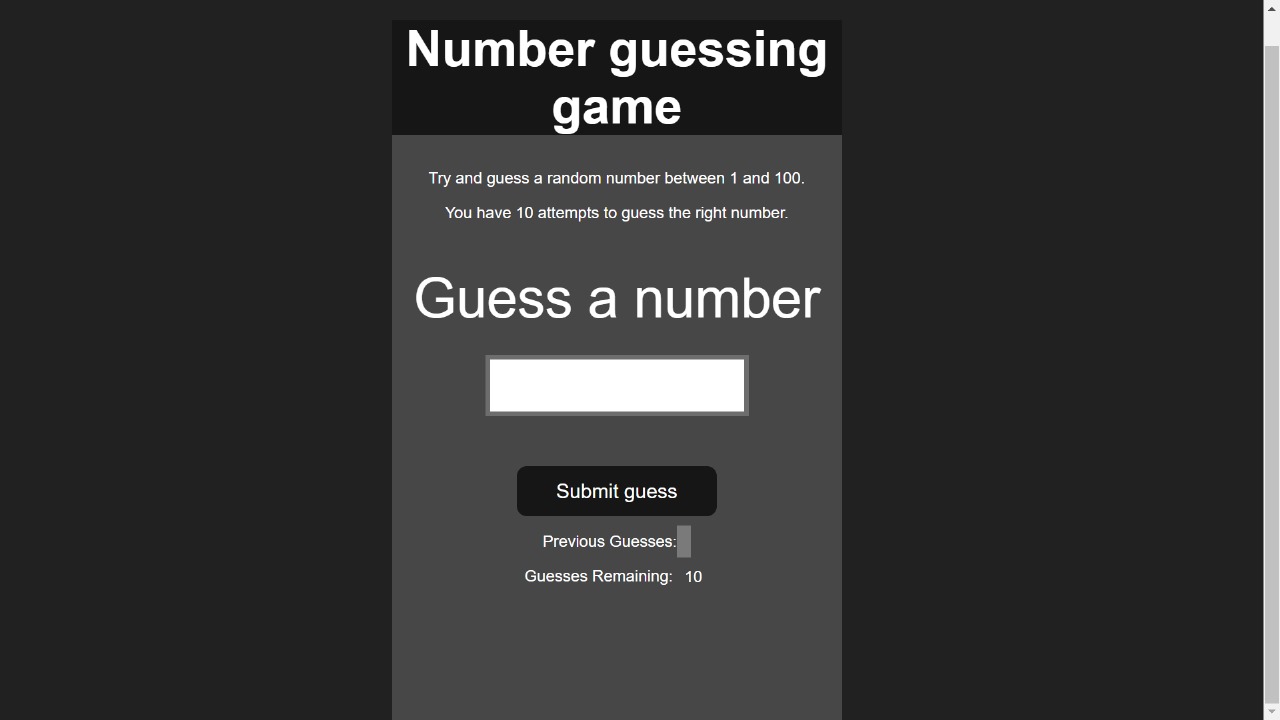 Number guessing
game
Try and guess a random number between 1 and 100.
You have 10 attempts to guess the right number.
Guess a number
Submit guess
Previous Guesses:
Guesses Remaining: 10